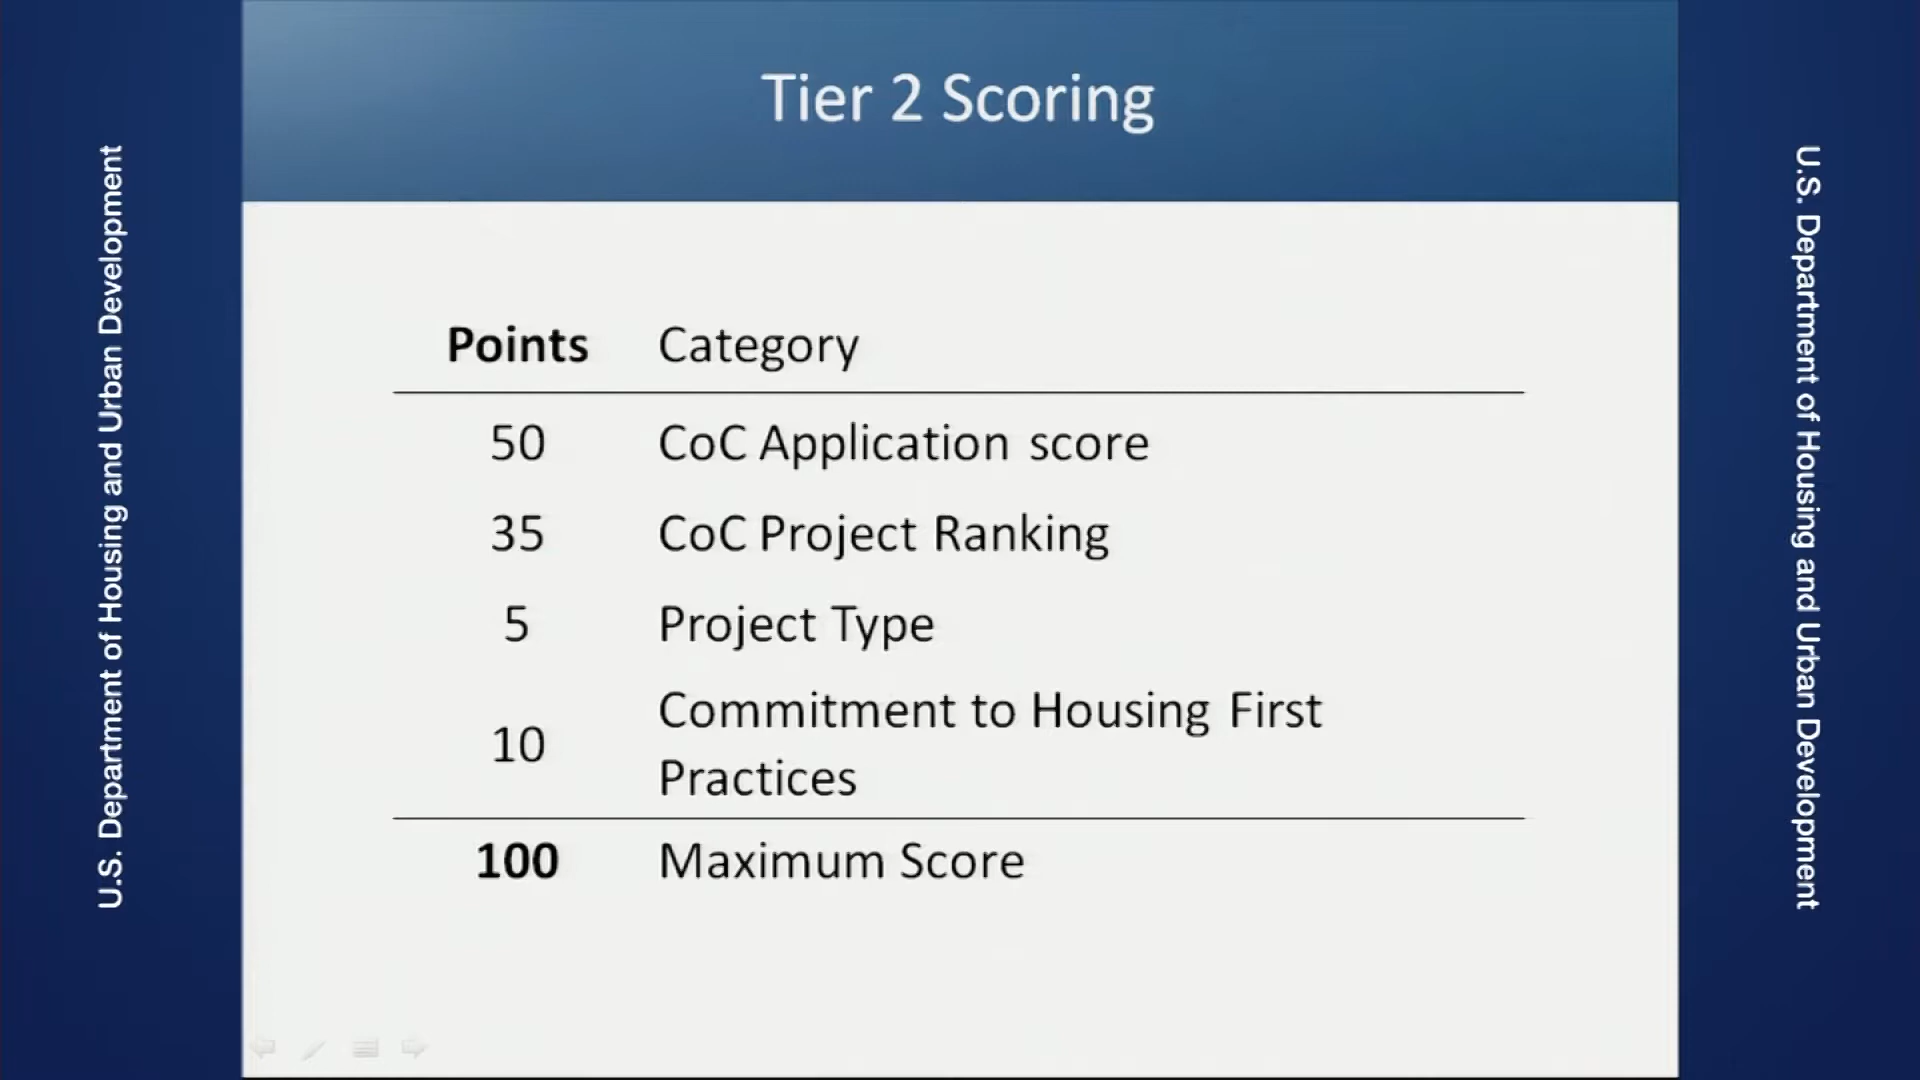 Tier 2 Scoring
Points Category
50 CoC Application score
35 CoC Project Ranking
5 Project Type
10 Commitment to Housing First
Practices
100 Maximum Score
U.S. Department of Housing and Urban Development
U.S. Department of Housing and Urban Development